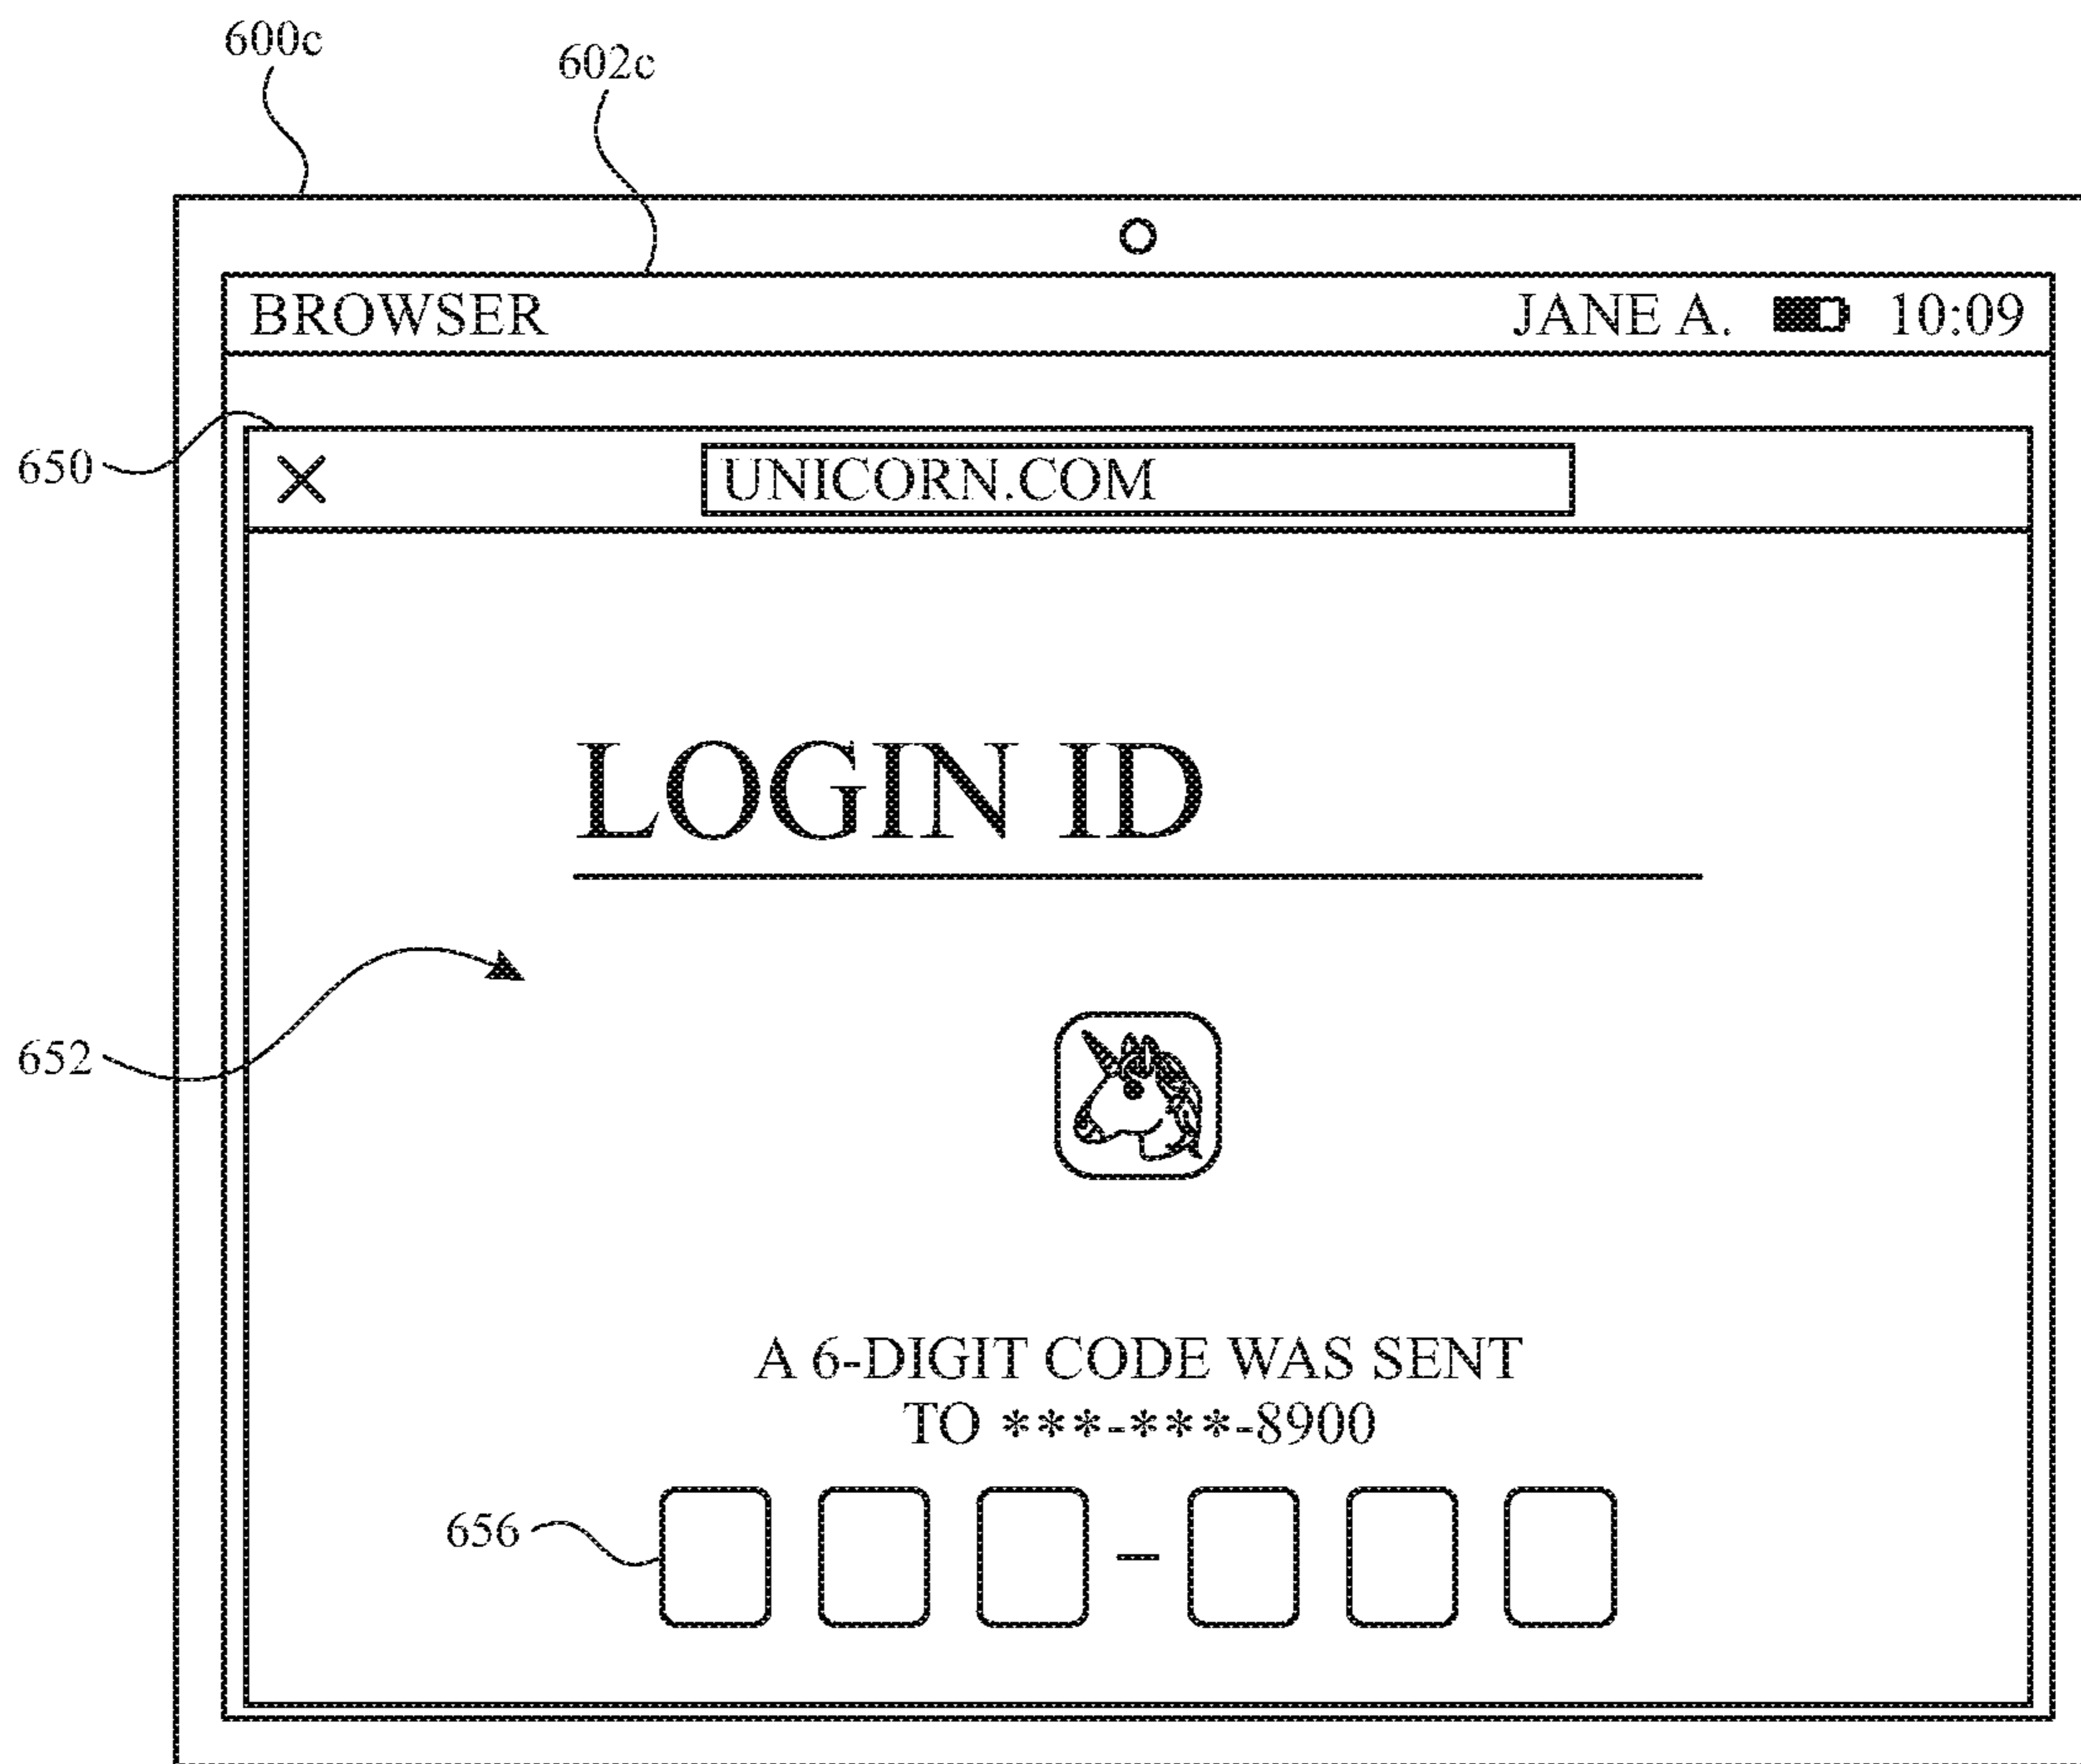 600c
602c
BROWSER JANE A. 10:09
650
UNICORN.COM
LOGIN ID
652
A 6-DIGIT CODE WAS SENT
TO ***-***-8900
656